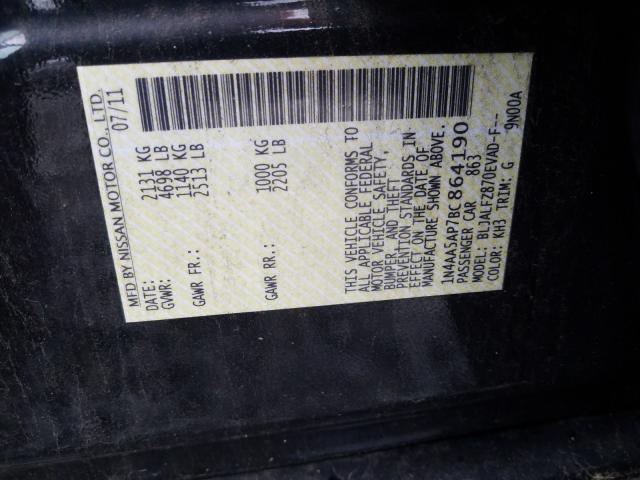 MFD BY NISSAN MOTOR CO., LTD.
DATE: 07/11
GVWR: 2131 KG
4698 LB
GAWR FR.: 1140 KG
2513 LB
GAWR RR.: 1000 KG
2205 LB
THIS VEHICLE CONFORMS TO
ALL APPLICABLE FEDERAL
MOTOR VEHICLE SAFETY,
BUMPER, AND THEFT
PREVENTION STANDARDS IN
EFFECT ON THE DATE OF
MANUFACTURE SHOWN ABOVE.
1N4AA5AP7BC864190
PASSENGER CAR 863
MODEL: BLJALFZ870EVAD-F--
COLOR: KH3 TRIM: G 9N00A